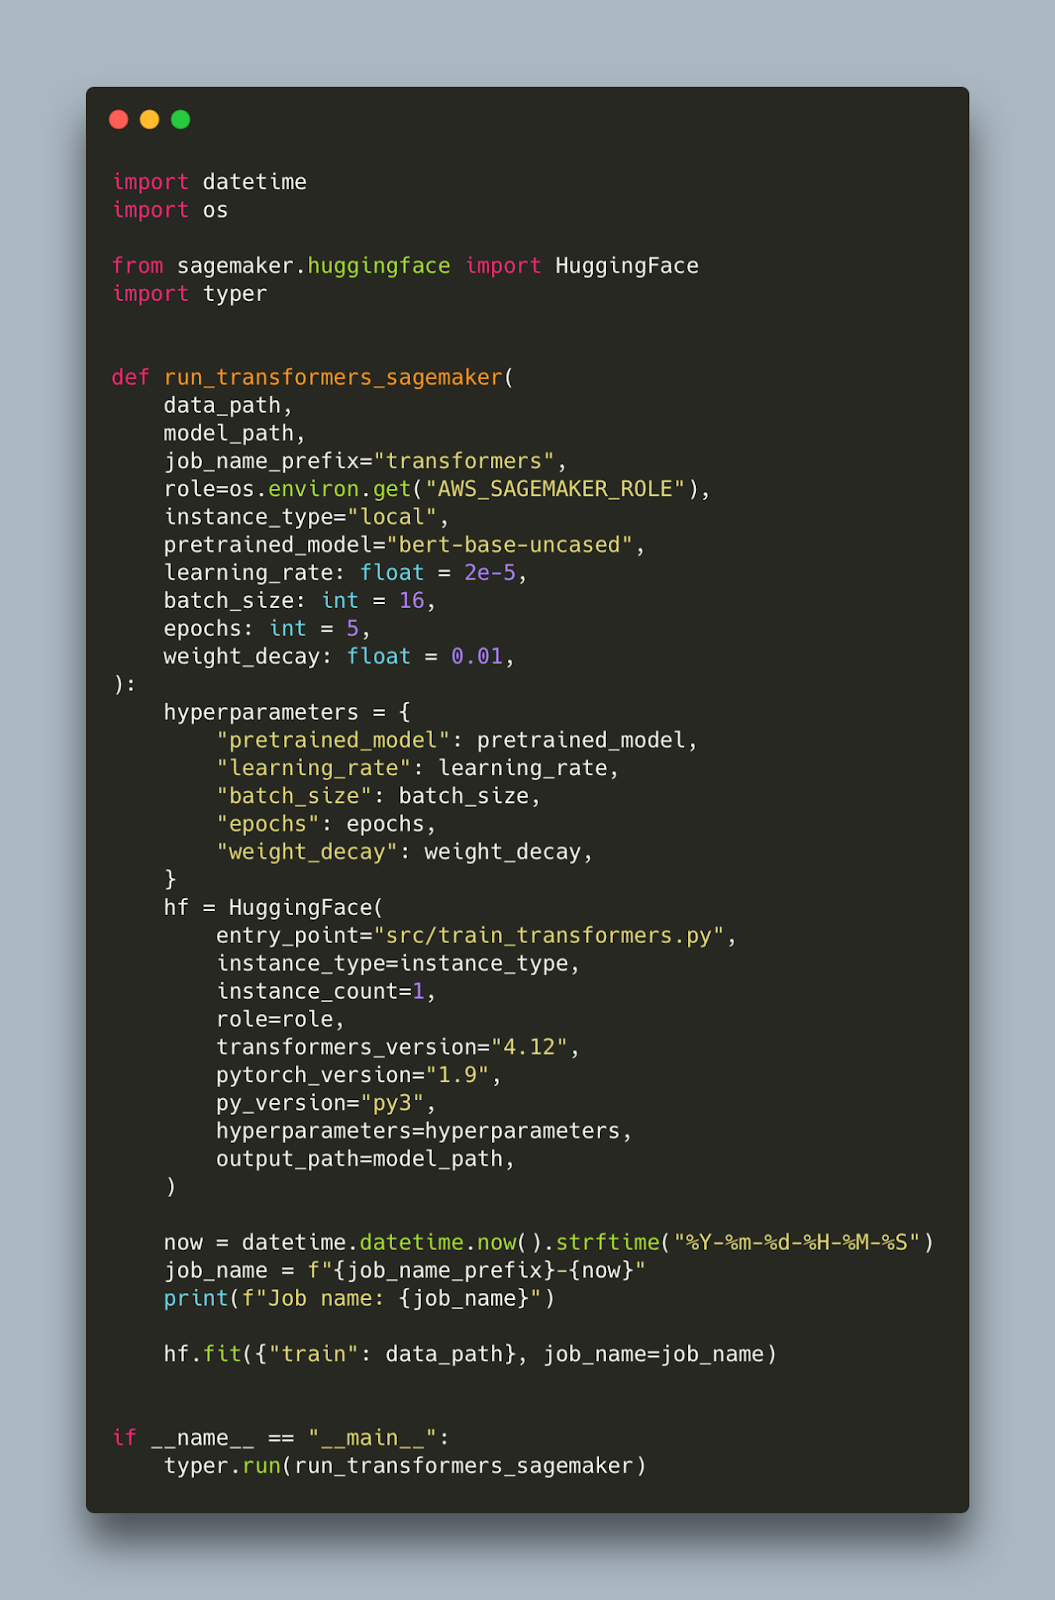 import datetime
import os

from sagemaker.huggingface import HuggingFace
import typer


def run_transformers_sagemaker(
    data_path,
    model_path,
    job_name_prefix="transformers",
    role=os.environ.get("AWS_SAGEMAKER_ROLE"),
    instance_type="local",
    pretrained_model="bert-base-uncased",
    learning_rate: float = 2e-5,
    batch_size: int = 16,
    epochs: int = 5,
    weight_decay: float = 0.01,
):
    hyperparameters = {
        "pretrained_model": pretrained_model,
        "learning_rate": learning_rate,
        "batch_size": batch_size,
        "epochs": epochs,
        "weight_decay": weight_decay,
    }
    hf = HuggingFace(
        entry_point="src/train_transformers.py",
        instance_type=instance_type,
        instance_count=1,
        role=role,
        transformers_version="4.12",
        pytorch_version="1.9",
        py_version="py3",
        hyperparameters=hyperparameters,
        output_path=model_path,
    )

    now = datetime.datetime.now().strftime("%Y-%m-%d-%H-%M-%S")
    job_name = f"{job_name_prefix}-{now}"
    print(f"Job name: {job_name}")

    hf.fit({"train": data_path}, job_name=job_name)


if __name__ == "__main__":
    typer.run(run_transformers_sagemaker)